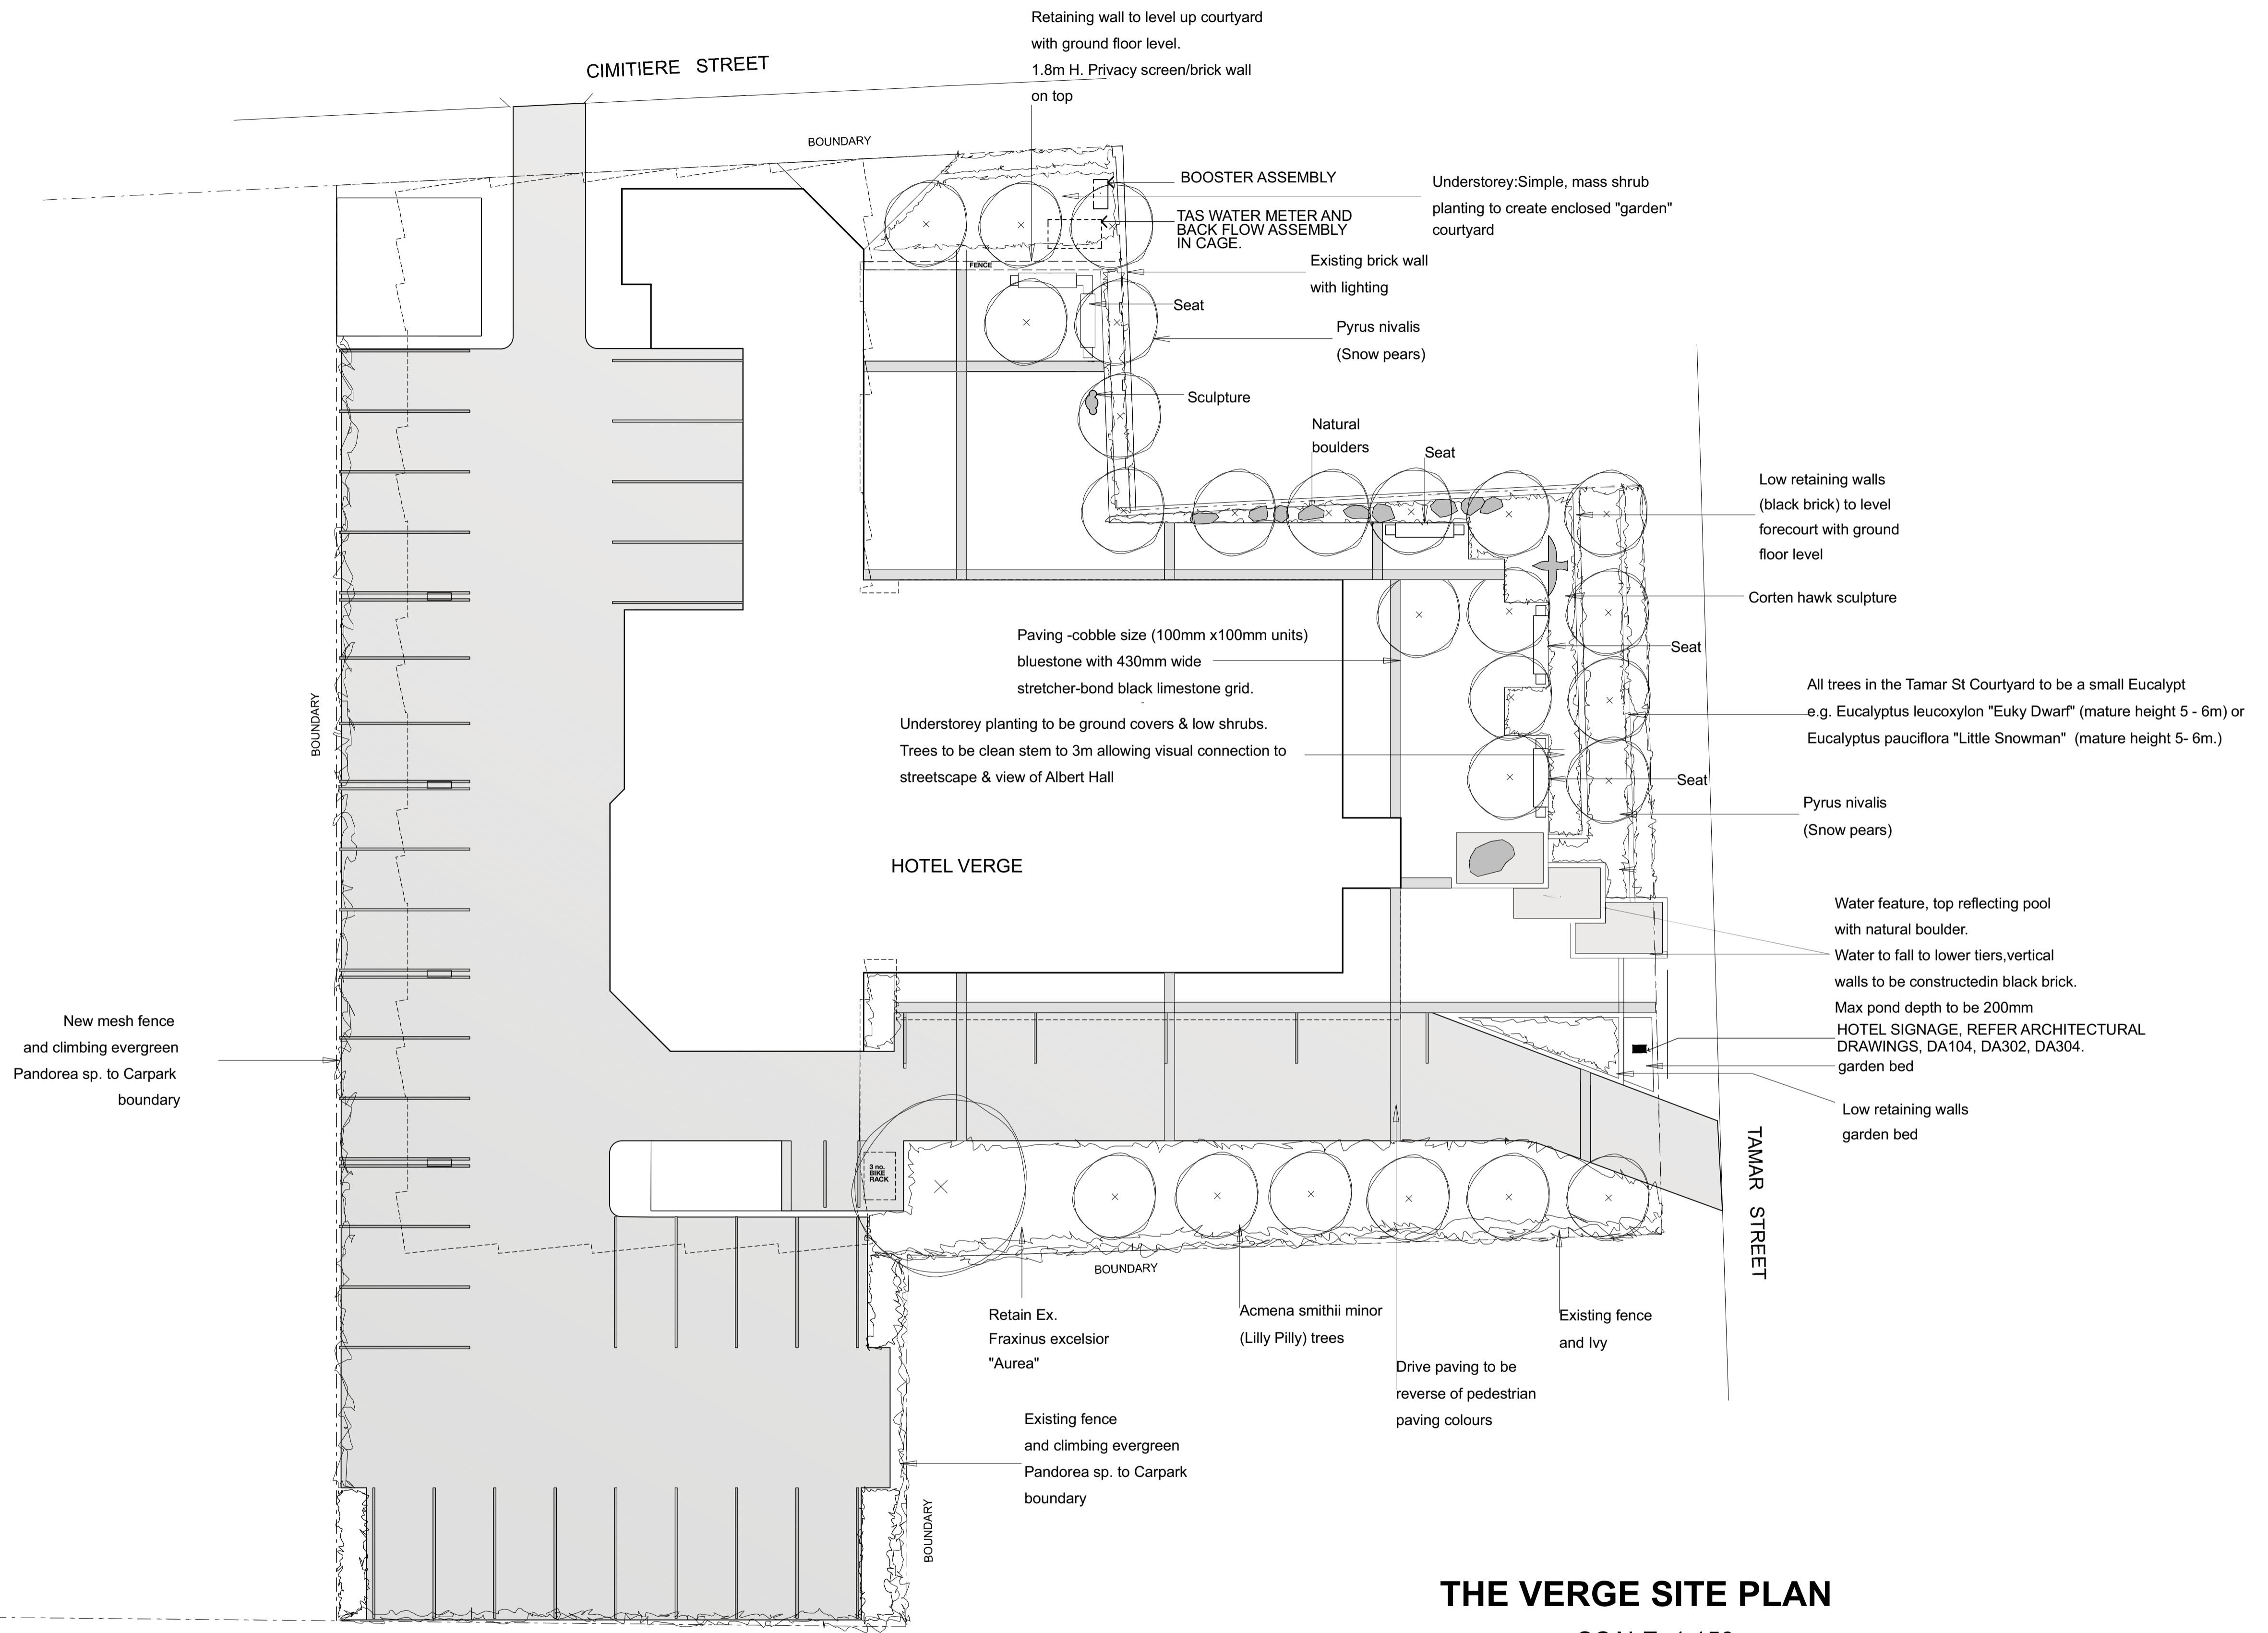 Retaining wall to level up courtyard
with ground floor level.
1.8m H. Privacy screen/brick wall
on top
CIMITIERE STREET
BOUNDARY
BOOSTER ASSEMBLY
TAS WATER METER AND
BACK FLOW ASSEMBLY
IN CAGE.
Understorey:Simple, mass shrub
planting to create enclosed "garden"
courtyard
FENCE
Existing brick wall
with lighting
Seat
Pyrus nivalis
(Snow pears)
Sculpture
Natural
boulders
Seat
Low retaining walls
(black brick) to level
forecourt with ground
floor level
Corten hawk sculpture
Paving -cobble size (100mm x100mm units)
bluestone with 430mm wide
stretcher-bond black limestone grid.
Seat
All trees in the Tamar St Courtyard to be a small Eucalypt
e.g. Eucalyptus leucoxylon "Euky Dwarf" (mature height 5 - 6m) or
Eucalyptus pauciflora "Little Snowman" (mature height 5- 6m.)
Understorey planting to be ground covers & low shrubs.
Trees to be clean stem to 3m allowing visual connection to
streetscape & view of Albert Hall
Seat
BOUNDARY
Pyrus nivalis
(Snow pears)
HOTEL VERGE
Water feature, top reflecting pool
with natural boulder.
Water to fall to lower tiers,vertical
walls to be constructedin black brick.
Max pond depth to be 200mm
HOTEL SIGNAGE, REFER ARCHITECTURAL
DRAWINGS, DA104, DA302, DA304.
garden bed
Low retaining walls
garden bed
New mesh fence
and climbing evergreen
Pandorea sp. to Carpark
boundary
TAMAR STREET
3 no.
BIKE
RACK
BOUNDARY
Retain Ex.
Fraxinus excelsior
"Aurea"
Acmena smithii minor
(Lilly Pilly) trees
Existing fence
and Ivy
Drive paving to be
reverse of pedestrian
paving colours
Existing fence
and climbing evergreen
Pandorea sp. to Carpark
boundary
BOUNDARY
THE VERGE SITE PLAN